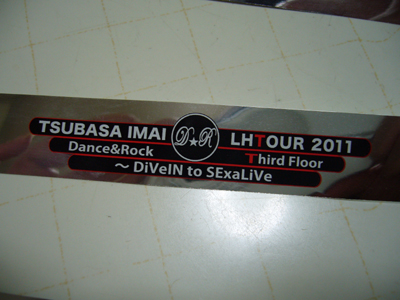 TSUBASA IMAI D★R LHTOUR 2011
Dance&Rock Third Floor
～ DiVeIN to SExaLiVe